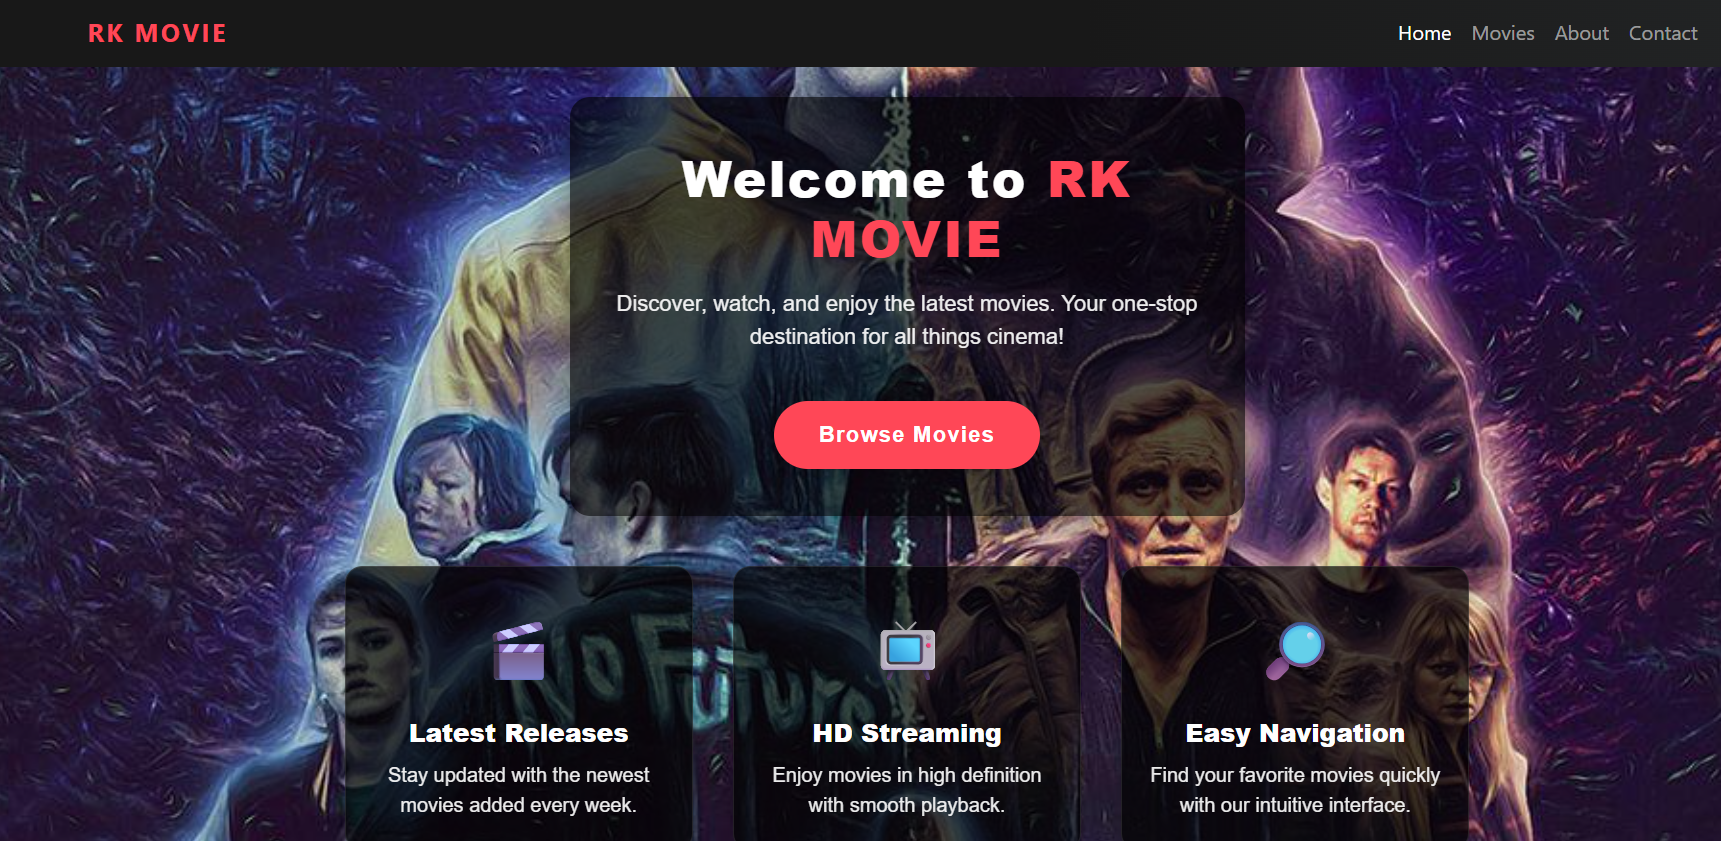 RK MOVIE
Home Movies About Contact
Welcome to RK
MOVIE
Discover, watch, and enjoy the latest movies. Your one-stop
destination for all things cinema!
Browse Movies
No Future
Latest Releases
Stay updated with the newest
movies added every week.
HD Streaming
Enjoy movies in high definition
with smooth playback.
Easy Navigation
Find your favorite movies quickly
with our intuitive interface.